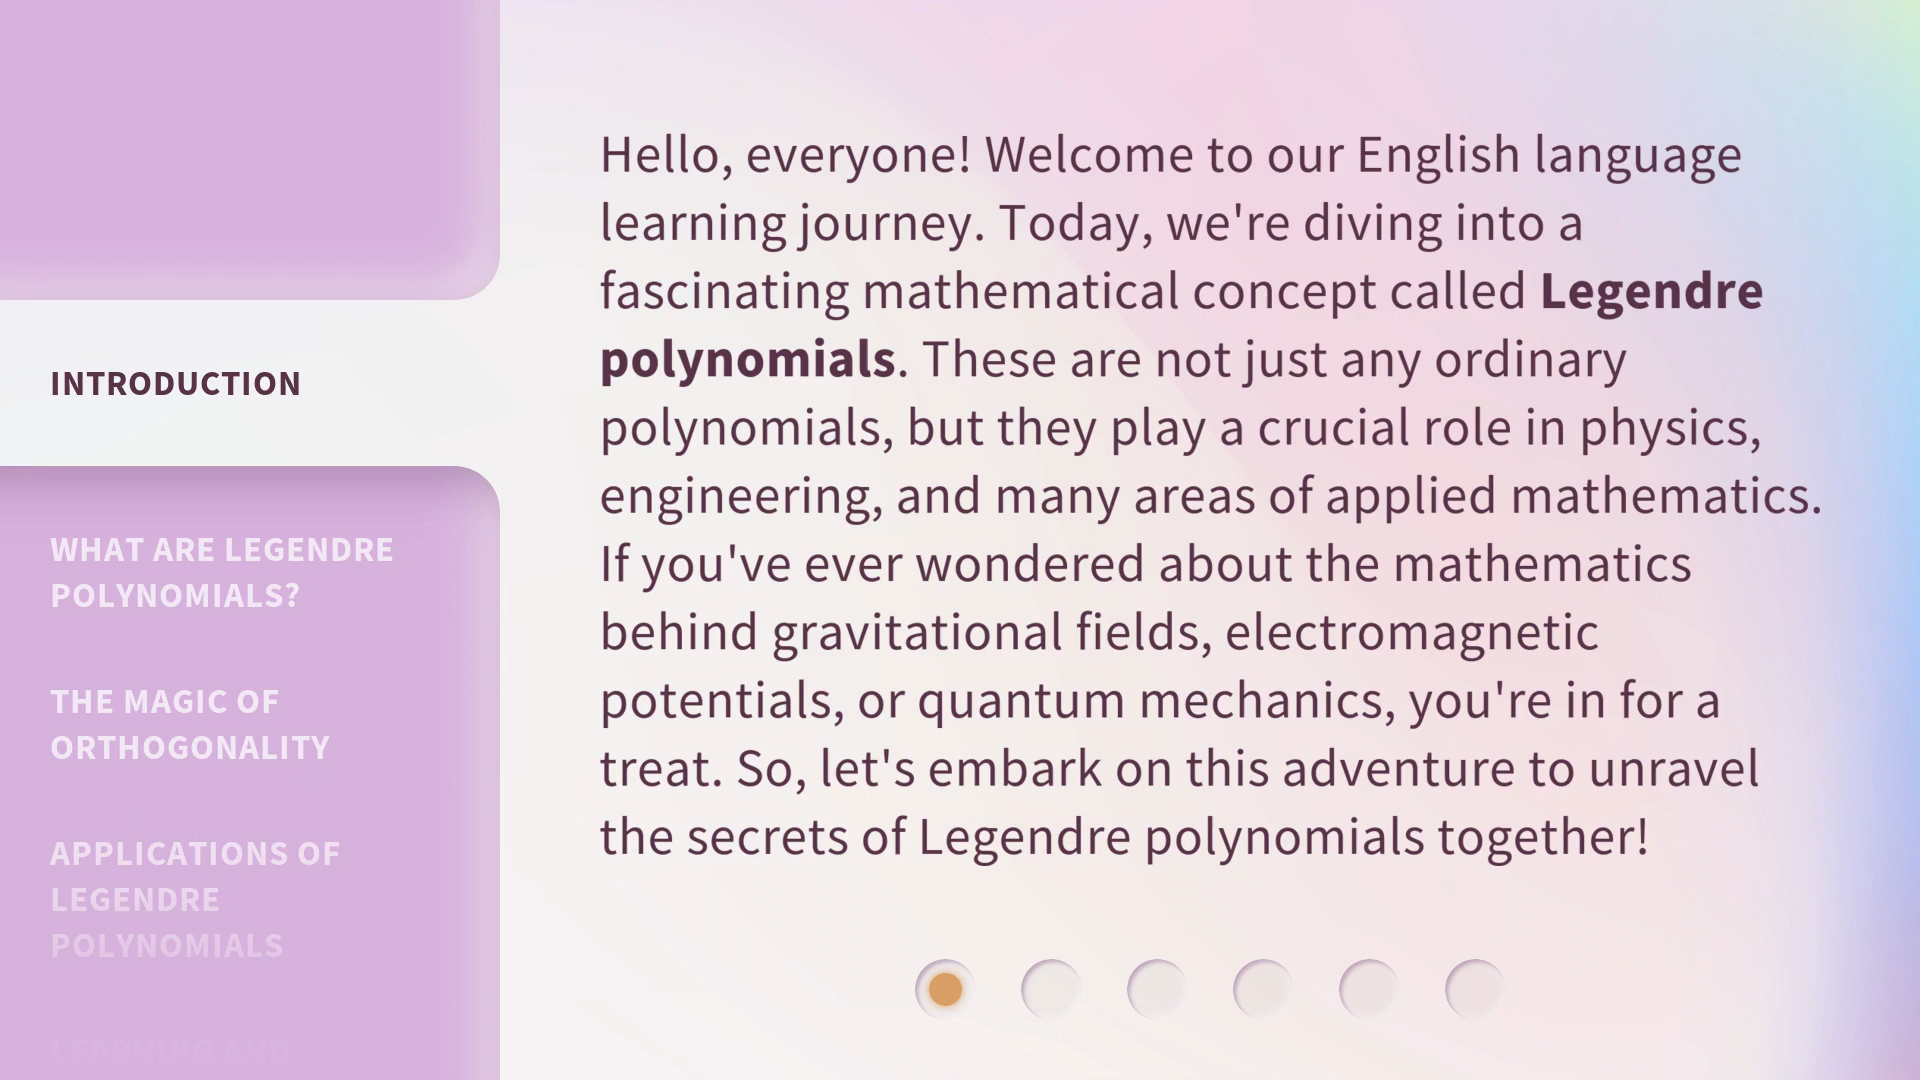 INTRODUCTION
WHAT ARE LEGENDRE
POLYNOMIALS?
THE MAGIC OF
ORTHOGONALITY
APPLICATIONS OF
LEGENDRE
POLYNOMIALS
LEARNING AND
Hello, everyone! Welcome to our English language
learning journey. Today, we're diving into a
fascinating mathematical concept called Legendre
polynomials. These are not just any ordinary
polynomials, but they play a crucial role in physics,
engineering, and many areas of applied mathematics.
If you've ever wondered about the mathematics
behind gravitational fields, electromagnetic
potentials, or quantum mechanics, you're in for a
treat. So, let's embark on this adventure to unravel
the secrets of Legendre polynomials together!